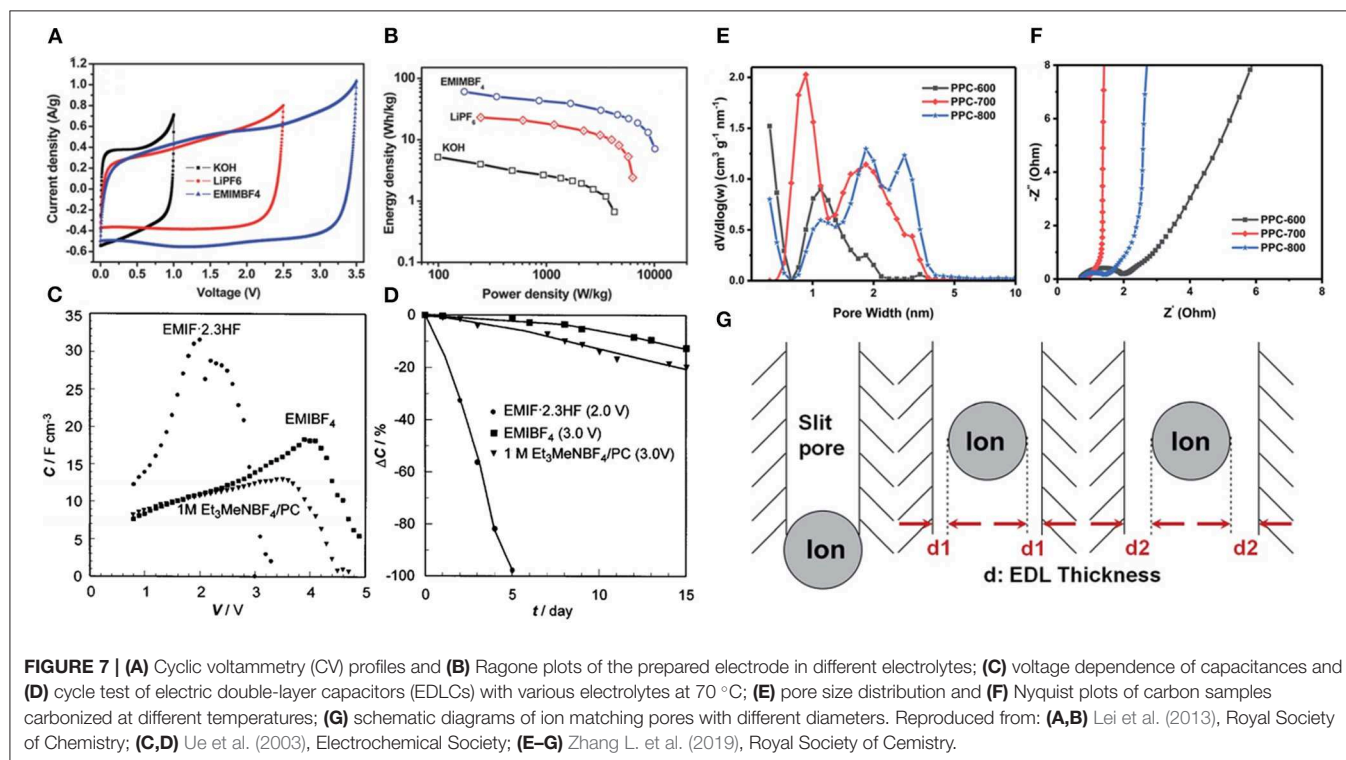 A
Current density (A/g)
1.2
1.0
0.8
0.6
0.4
0.2
0.0
-0.2
-0.4
-0.6
KOH
LiPF6
EMIMBF4
0.0 0.5 1.0 1.5 2.0 2.5 3.0 3.5
Voltage (V)
B
Energy density (Wh/kg)
100
10
1
0.1
EMIMBF4
LiPF6
KOH
100 1000 10000
Power density (W/kg)
E
dV/dlog(w) (cm3 g-1 nm-1)
2.0
1.5
1.0
0.5
0.0
PPC-600
PPC-700
PPC-800
1 2 5 10
Pore Width (nm)
F
-Z" (Ohm)
8
6
4
2
0
PPC-600
PPC-700
PPC-800
0 2 4 6 8
Z' (Ohm)
C
C / F cm-3
35
30
25
20
15
10
5
0
EMIF·2.3HF
EMIBF4
1M Et3MeNBF4/PC
0 1 2 3 4 5
V / V
D
ΔC / %
0
-20
-40
-60
-80
-100
EMIF·2.3HF (2.0 V)
EMIBF4 (3.0 V)
1 M Et3MeNBF4/PC (3.0V)
0 5 10 15
t / day
G
Slit
pore
Ion
Ion
Ion
d1 d1 d2 d2
d: EDL Thickness
FIGURE 7 | (A) Cyclic voltammetry (CV) profiles and (B) Ragone plots of the prepared electrode in different electrolytes; (C) voltage dependence of capacitances and
(D) cycle test of electric double-layer capacitors (EDLCs) with various electrolytes at 70 °C; (E) pore size distribution and (F) Nyquist plots of carbon samples
carbonized at different temperatures; (G) schematic diagrams of ion matching pores with different diameters. Reproduced from: (A,B) Lei et al. (2013), Royal Society
of Chemistry; (C,D) Ue et al. (2003), Electrochemical Society; (E–G) Zhang L. et al. (2019), Royal Society of Cemistry.